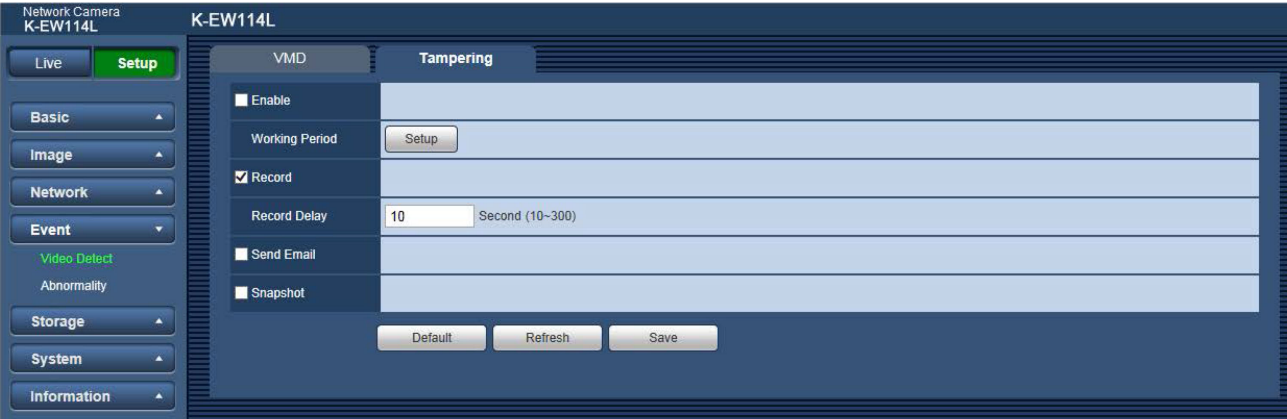 Network Camera
K-EW114L
K-EW114L
Live
Setup
Basic
Image
Network
Event
Video Detect
Abnormality
Storage
System
Information
VMD
Tampering
Enable
Working Period
Setup
Record
Record Delay
10
Second (10~300)
Send Email
Snapshot
Default
Refresh
Save